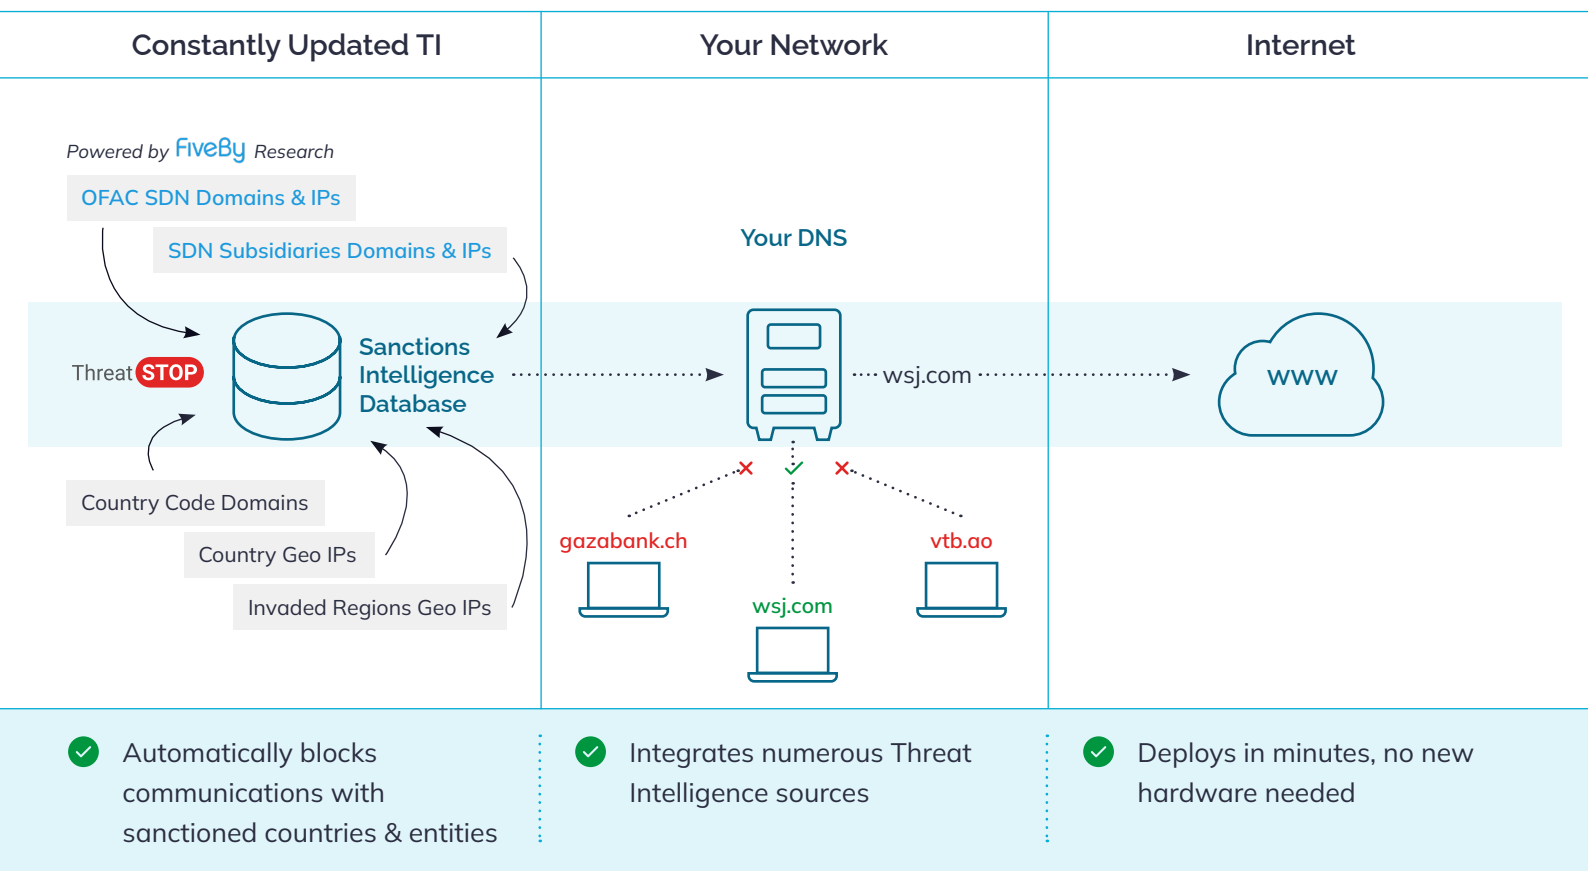 Constantly Updated TI
Your Network
Internet
Powered by FiveBy Research
OFAC SDN Domains & IPs
SDN Subsidiaries Domains & IPs
Your DNS
ThreatSTOP
Sanctions
Intelligence
Database
wsj.com
www
Country Code Domains
Country Geo IPs
Invaded Regions Geo IPs
gazabank.ch
vtb.ao
wsj.com
Automatically blocks
communications with
sanctioned countries & entities
Integrates numerous Threat
Intelligence sources
Deploys in minutes, no new
hardware needed